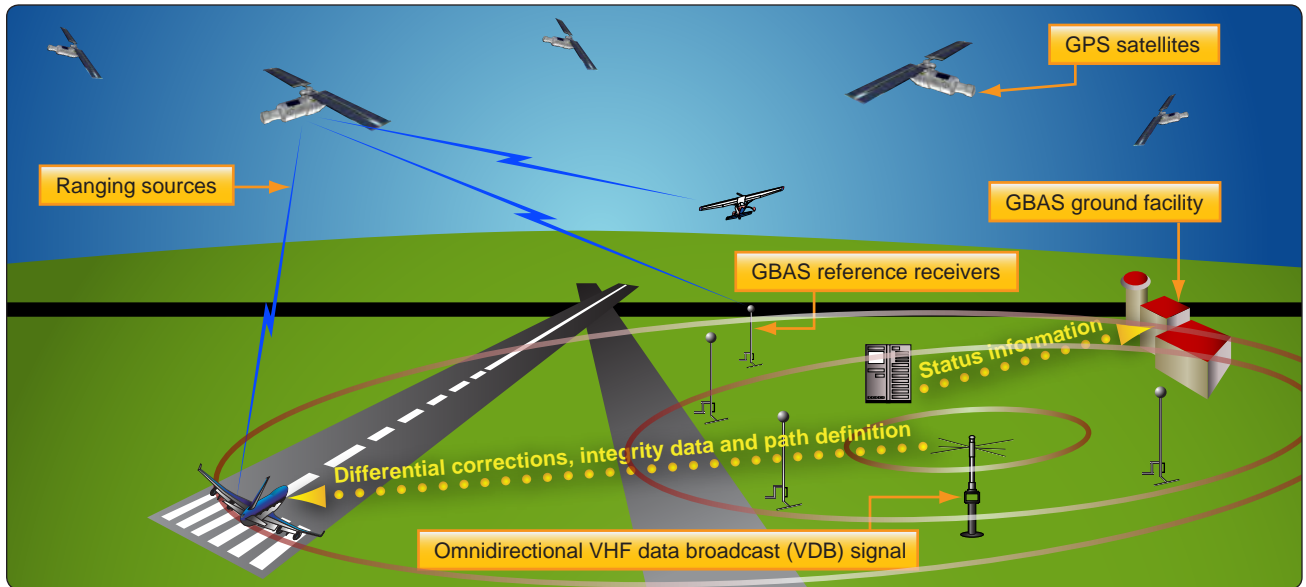 GPS satellites
Ranging sources
GBAS ground facility
GBAS reference receivers
Status information
Differential corrections, integrity data and path definition
Omnidirectional VHF data broadcast (VDB) signal